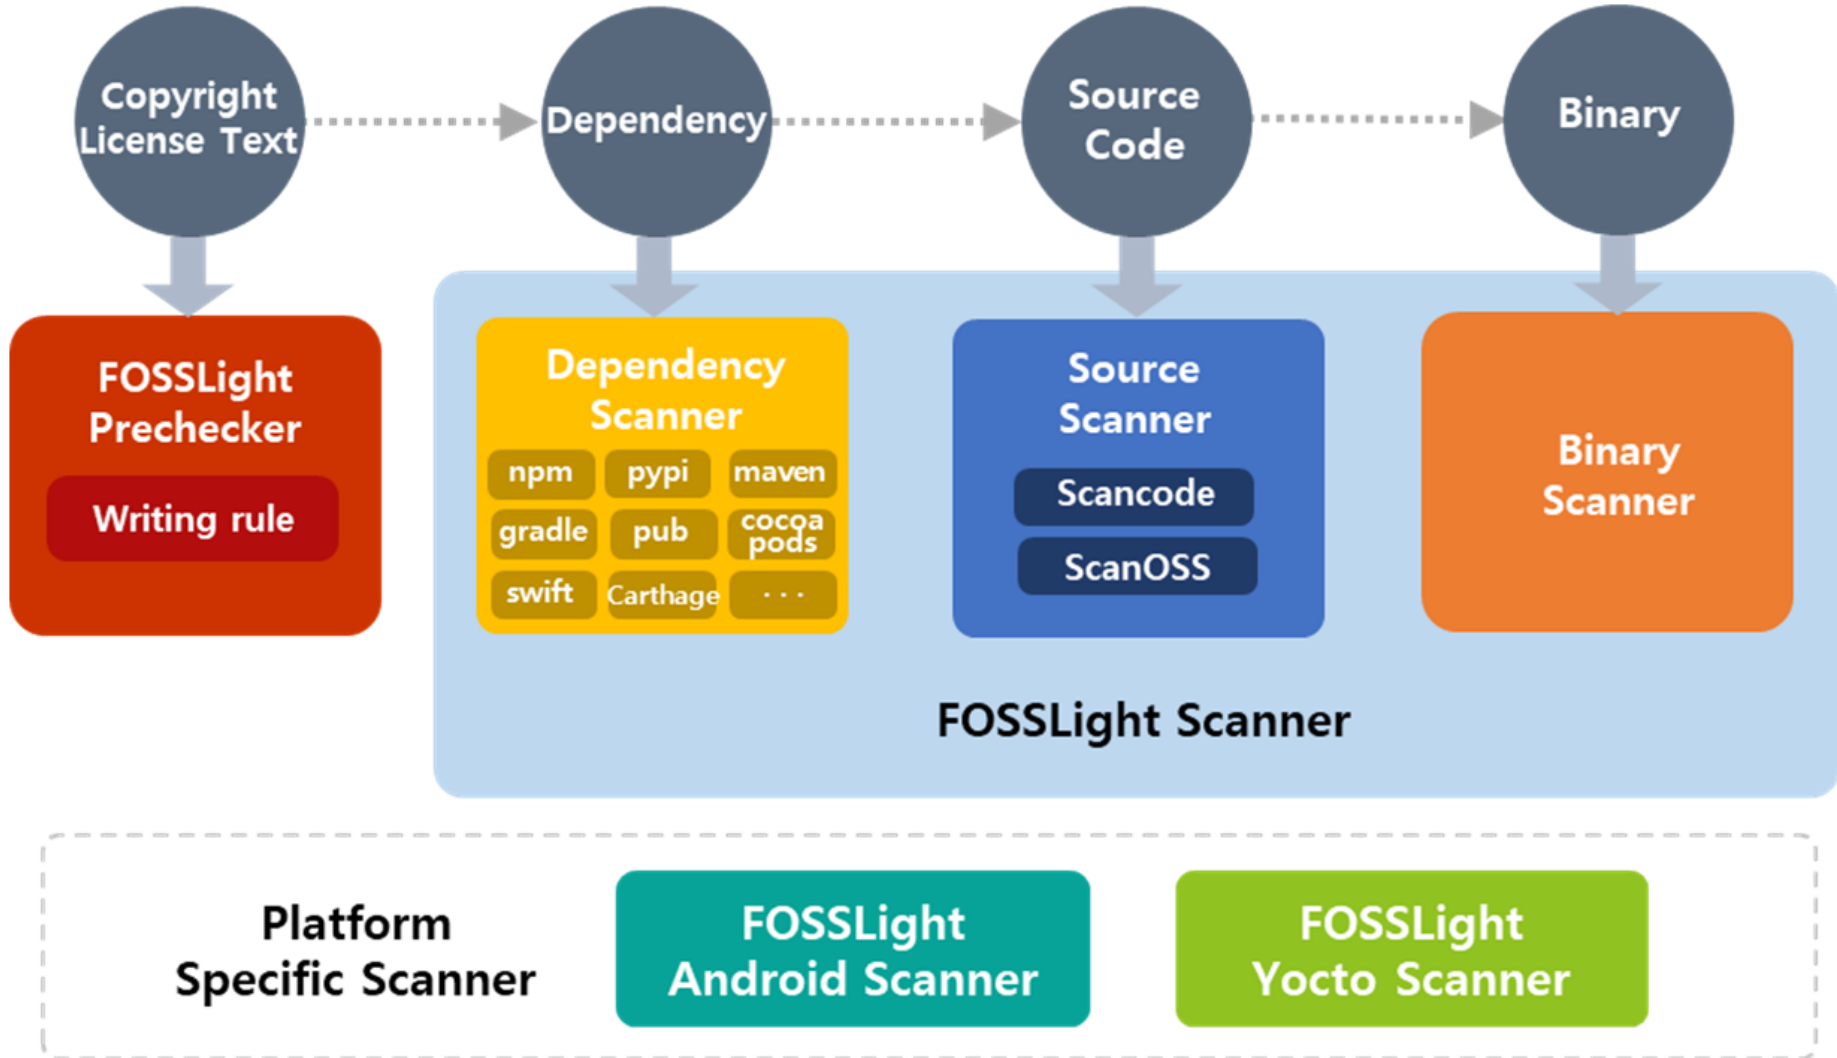 Copyright
License Text
Dependency
Source
Code
Binary
FOSSLight
Prechecker
Writing rule
Dependency
Scanner
npm
pypi
maven
gradle
pub
cocoa
pods
swift
Carthage
...
Source
Scanner
Scancode
ScanOSS
Binary
Scanner
FOSSLight Scanner
Platform
Specific Scanner
FOSSLight
Android Scanner
FOSSLight
Yocto Scanner